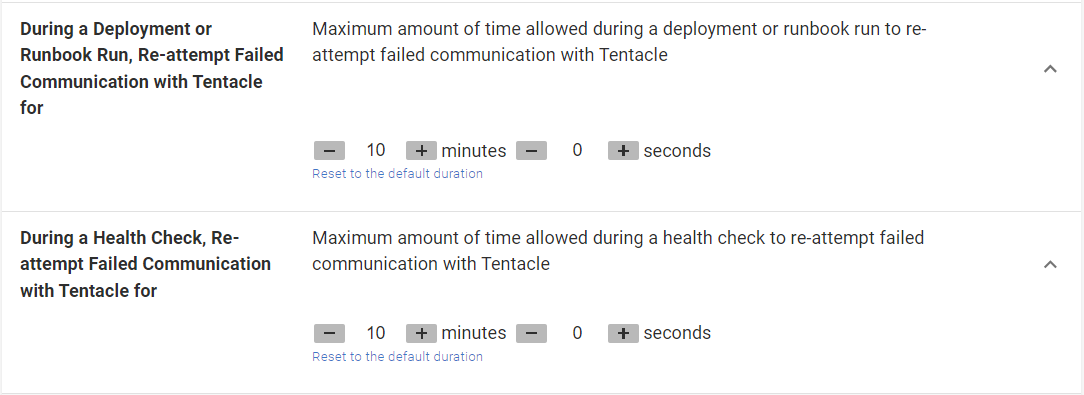 During a Deployment or
Runbook Run, Re-attempt Failed
Communication with Tentacle
for
Maximum amount of time allowed during a deployment or runbook run to re-
attempt failed communication with Tentacle
− 10 + minutes − 0 + seconds
Reset to the default duration
During a Health Check, Re-
attempt Failed Communication
with Tentacle for
Maximum amount of time allowed during a health check to re-attempt failed
communication with Tentacle
− 10 + minutes − 0 + seconds
Reset to the default duration